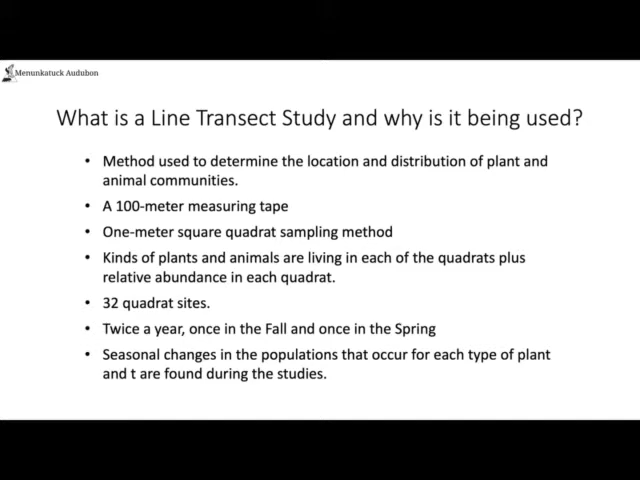 Menunkatuck Audubon
What is a Line Transect Study and why is it being used?
• Method used to determine the location and distribution of plant and
animal communities.
• A 100-meter measuring tape
• One-meter square quadrat sampling method
• Kinds of plants and animals are living in each of the quadrats plus
relative abundance in each quadrat.
• 32 quadrat sites.
• Twice a year, once in the Fall and once in the Spring
• Seasonal changes in the populations that occur for each type of plant
and t are found during the studies.